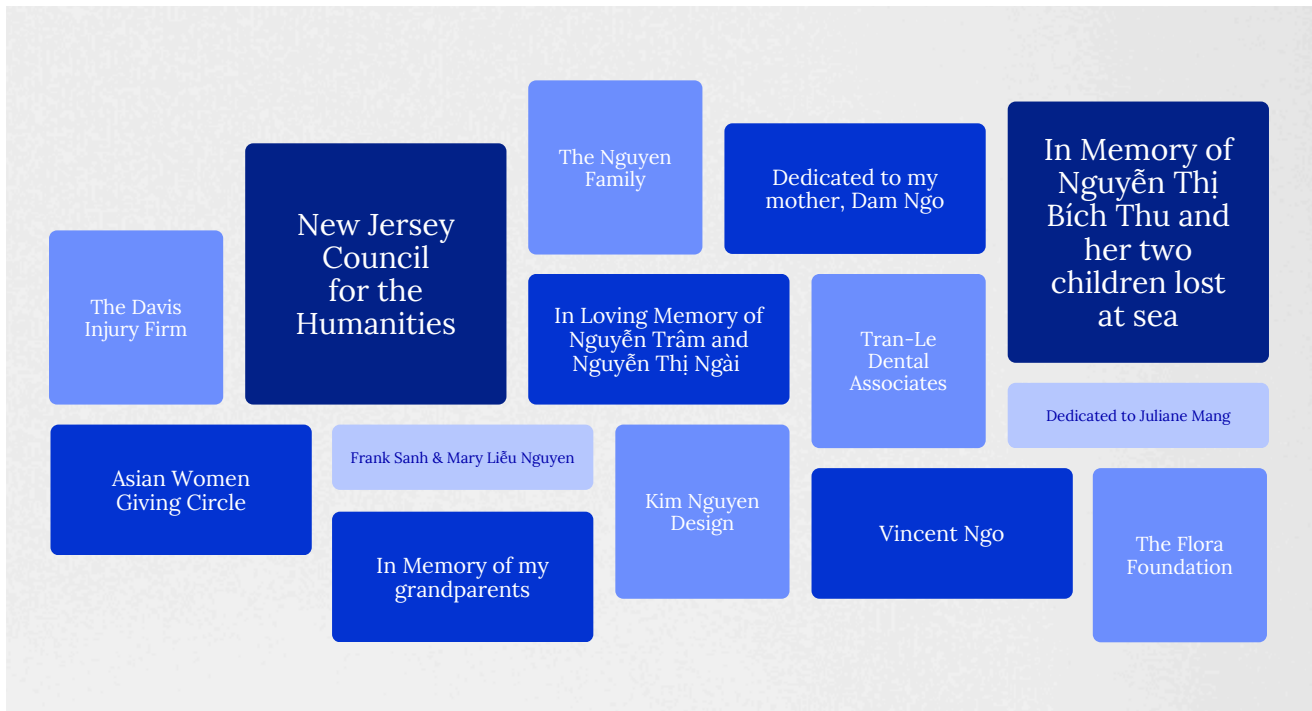 The Nguyen
Family
Dedicated to my
mother, Dam Ngo
In Memory of
Nguyễn Thị
Bích Thu and
her two
children lost
at sea
New Jersey
Council
for the
Humanities
The Davis
Injury Firm
In Loving Memory of
Nguyễn Trâm and
Nguyễn Thị Ngài
Tran-Le
Dental
Associates
Dedicated to Juliane Mang
Asian Women
Giving Circle
Frank Sanh & Mary Liễu Nguyen
Kim Nguyen
Design
Vincent Ngo
The Flora
Foundation
In Memory of my
grandparents